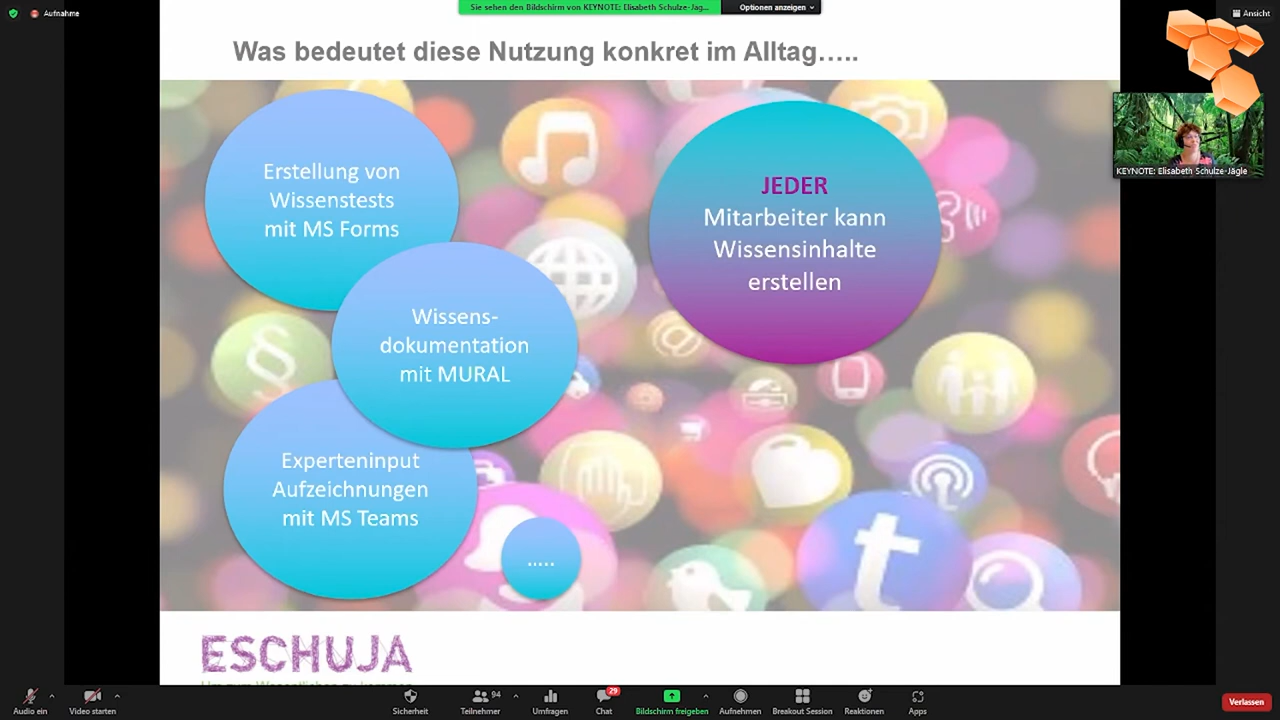 Aufnahme
Sie sehen den Bildschirm von KEYNOTE: Elisabeth Schulze-Jäg...
Optionen anzeigen
Ansicht
Was bedeutet diese Nutzung konkret im Alltag…..
KEYNOTE: Elisabeth Schulze-Jägle
Erstellung von
Wissenstests
mit MS Forms
JEDER
Mitarbeiter kann
Wissensinhalte
erstellen
Wissens-
dokumentation
mit MURAL
Experteninput
Aufzeichnungen
mit MS Teams
…..
ESCHUJA
Audio ein
Video starten
Sicherheit
94
Teilnehmer
Umfragen
29
Chat
Bildschirm freigeben
Aufnehmen
Breakout Session
Reaktionen
Apps
Verlassen